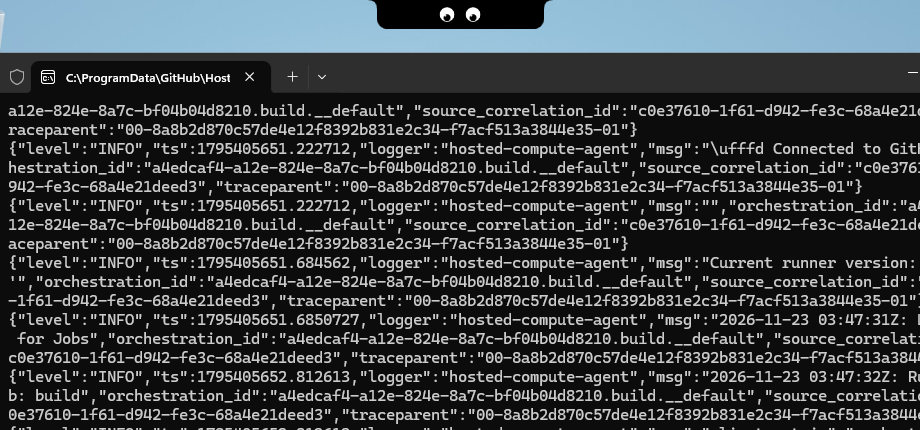 C:\ProgramData\GitHub\Host
a12e-824e-8a7c-bf04b04d8210.build.__default","source_correlation_id":"c0e37610-1f61-d942-fe3c-68a4e21d
raceparent":"00-8a8b2d870c57de4e12f8392b831e2c34-f7acf513a3844e35-01"}
{"level":"INFO","ts":1795405651.222712,"logger":"hosted-compute-agent","msg":"\ufffd Connected to Git
hestration_id":"a4edcaf4-a12e-824e-8a7c-bf04b04d8210.build.__default","source_correlation_id":"c0e376
942-fe3c-68a4e21deed3","traceparent":"00-8a8b2d870c57de4e12f8392b831e2c34-f7acf513a3844e35-01"}
{"level":"INFO","ts":1795405651.222712,"logger":"hosted-compute-agent","msg":"","orchestration_id":"a
12e-824e-8a7c-bf04b04d8210.build.__default","source_correlation_id":"c0e37610-1f61-d942-fe3c-68a4e21d
aceparent":"00-8a8b2d870c57de4e12f8392b831e2c34-f7acf513a3844e35-01"}
{"level":"INFO","ts":1795405651.684562,"logger":"hosted-compute-agent","msg":"Current runner version:
'","orchestration_id":"a4edcaf4-a12e-824e-8a7c-bf04b04d8210.build.__default","source_correlation_id":
-1f61-d942-fe3c-68a4e21deed3","traceparent":"00-8a8b2d870c57de4e12f8392b831e2c34-f7acf513a3844e35-01"
{"level":"INFO","ts":1795405651.6850727,"logger":"hosted-compute-agent","msg":"2026-11-23 03:47:31Z:
for Jobs","orchestration_id":"a4edcaf4-a12e-824e-8a7c-bf04b04d8210.build.__default","source_correlati
c0e37610-1f61-d942-fe3c-68a4e21deed3","traceparent":"00-8a8b2d870c57de4e12f8392b831e2c34-f7acf513a384
{"level":"INFO","ts":1795405652.812613,"logger":"hosted-compute-agent","msg":"2026-11-23 03:47:32Z: R
b: build","orchestration_id":"a4edcaf4-a12e-824e-8a7c-bf04b04d8210.build.__default","source_correlatio
0e37610-1f61-d942-fe3c-68a4e21deed3","traceparent":"00-8a8b2d870c57de4e12f8392b831e2c34-f7acf513a3844